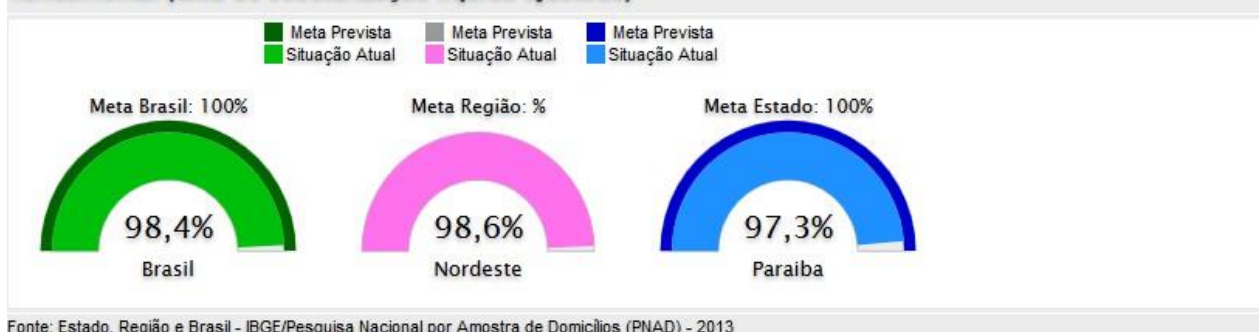 Meta Prevista Meta Prevista Meta Prevista
Situação Atual Situação Atual Situação Atual
Meta Brasil: 100% Meta Região: % Meta Estado: 100%
98,4% 98,6% 97,3%
Brasil Nordeste Paraiba
Fonte: Estado, Região e Brasil - IBGE/Pesquisa Nacional por Amostra de Domicílios (PNAD) - 2013